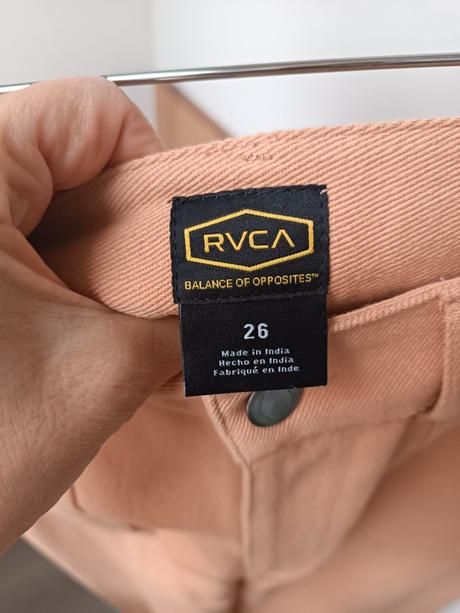 RVCA
BALANCE OF OPPOSITES™
26
Made in India
Hecho en India
Fabriqué en Inde